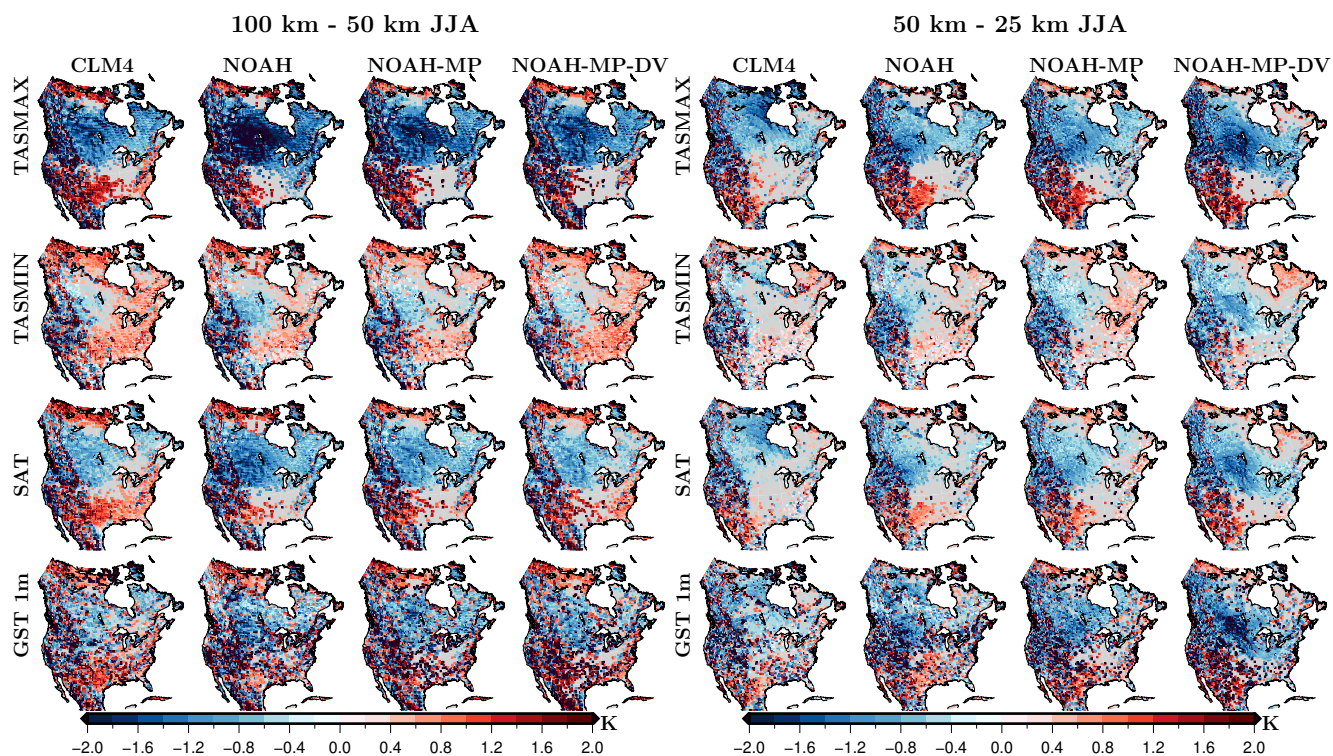 100 km - 50 km JJA 50 km - 25 km JJA
CLM4 NOAH NOAH-MP NOAH-MP-DV CLM4 NOAH NOAH-MP NOAH-MP-DV
TASMAX TASMAX
TASMIN TASMIN
SAT SAT
GST 1m GST 1m
K K
−2.0 −1.6 −1.2 −0.8 −0.4 0.0 0.4 0.8 1.2 1.6 2.0 −2.0 −1.6 −1.2 −0.8 −0.4 0.0 0.4 0.8 1.2 1.6 2.0